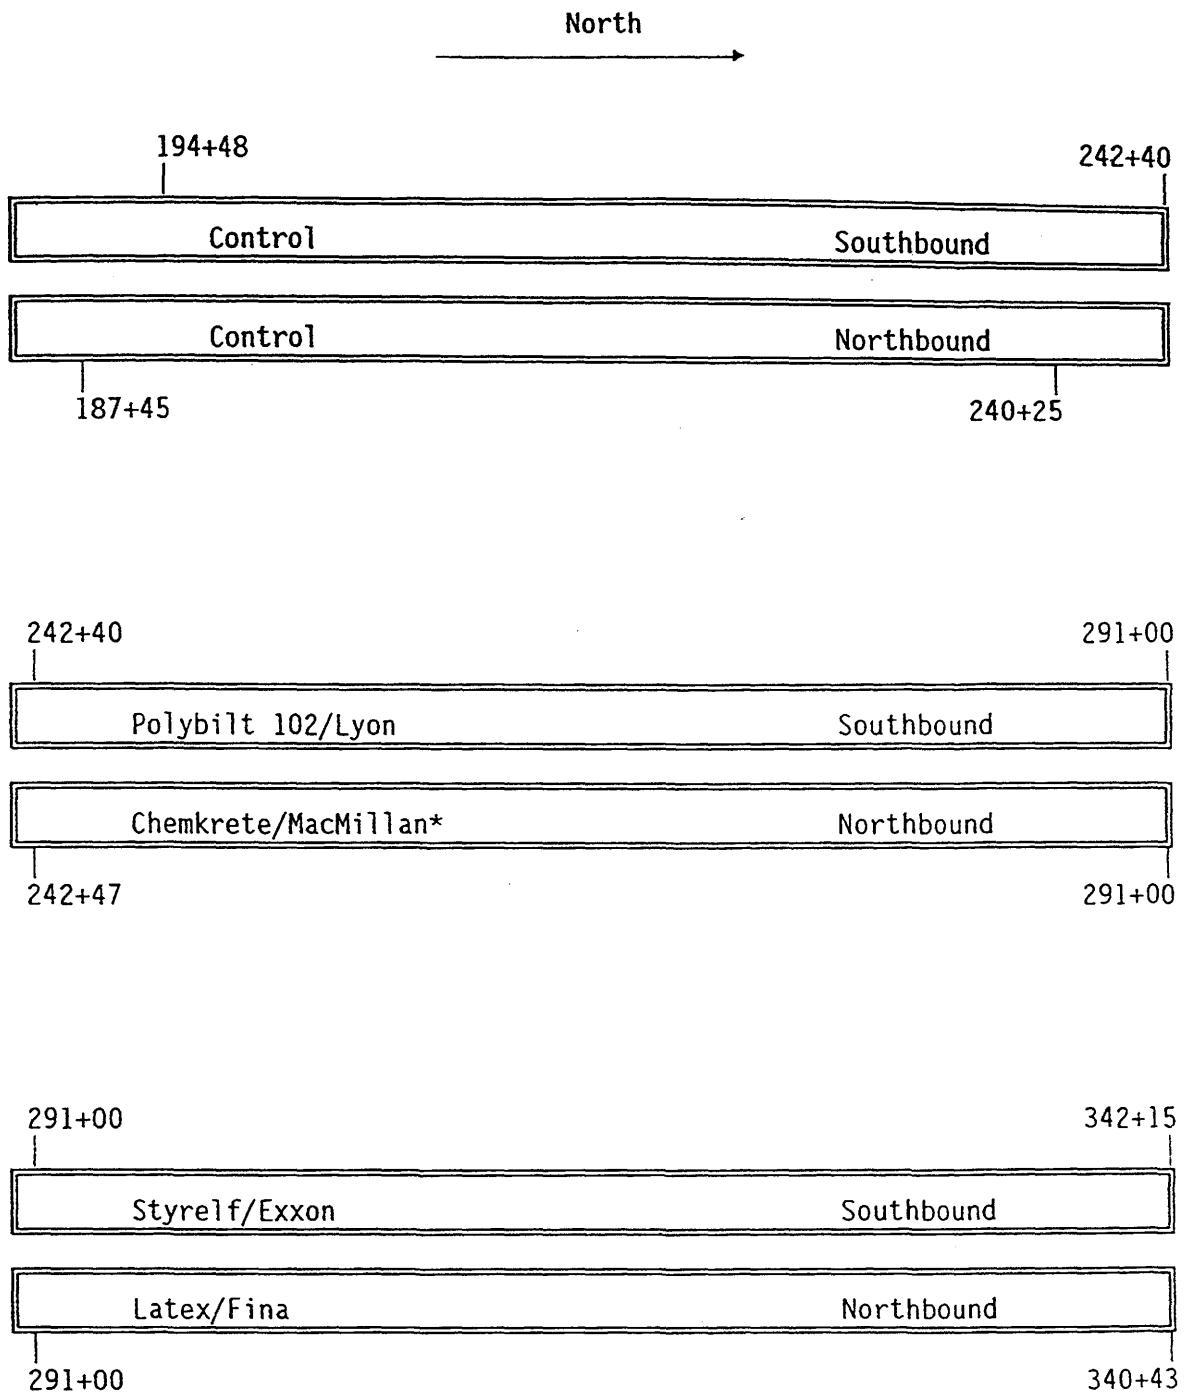 North
194+48
242+40
Control
Southbound
Control
Northbound
187+45
240+25
242+40
291+00
Polybilt 102/Lyon
Southbound
Chemkrete/MacMillan*
Northbound
242+47
291+00
291+00
342+15
Styrelf/Exxon
Southbound
Latex/Fina
Northbound
291+00
340+43